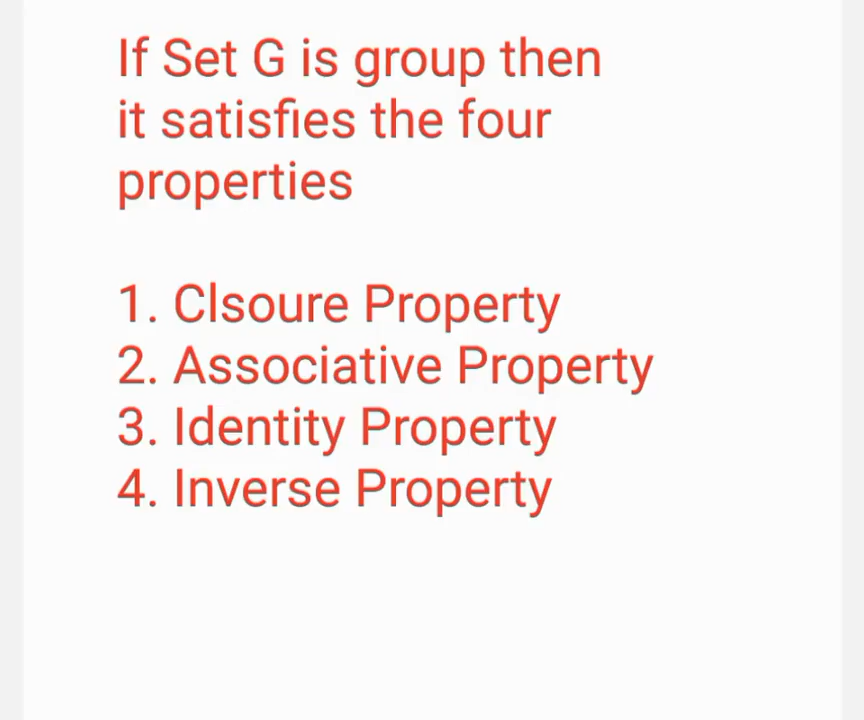 If Set G is group then
it satisfies the four
properties
1. Clsoure Property
2. Associative Property
3. Identity Property
4. Inverse Property